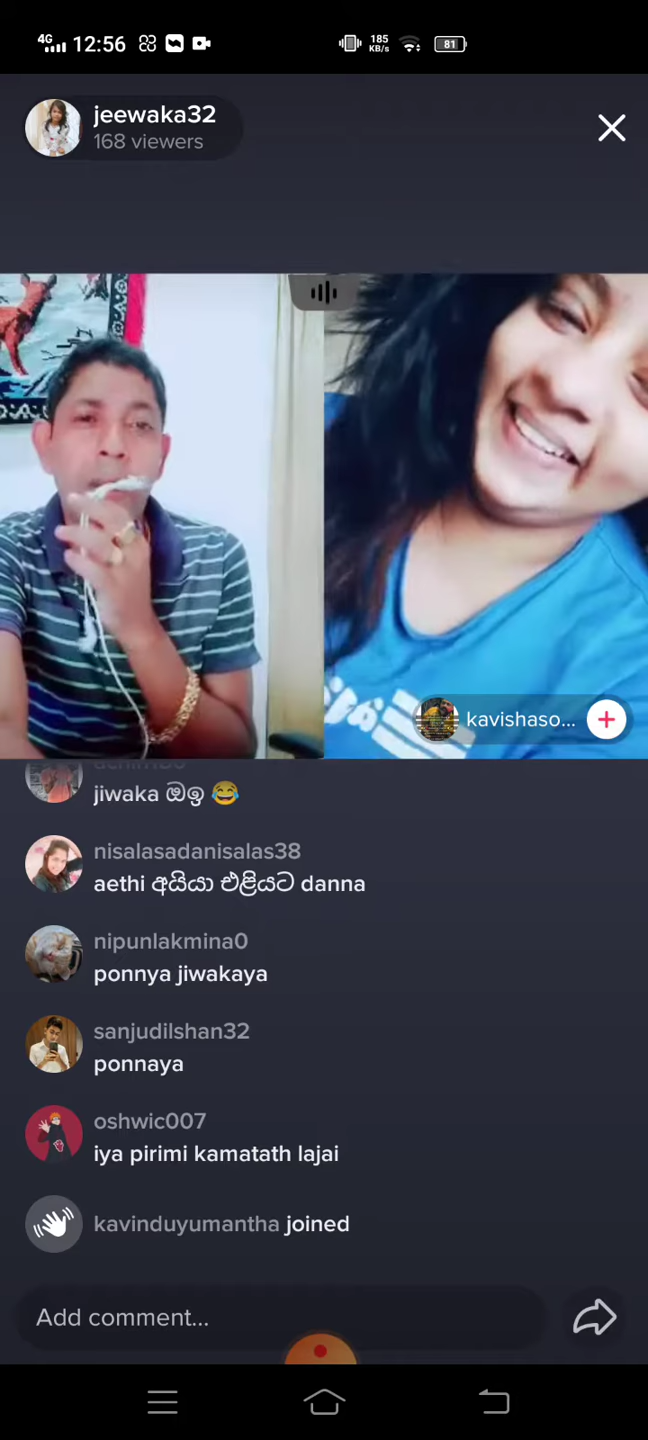 4G 12:56 185 KB/s 81
jeewaka32
168 viewers
kavishaso...
jiwaka ඔඉ 😂
nisalasadanisalas38
aethi අයියා එළියට danna
nipunlakmina0
ponnya jiwakaya
sanjudilshan32
ponnaya
oshwic007
iya pirimi kamatath lajai
kavinduyumantha joined
Add comment...